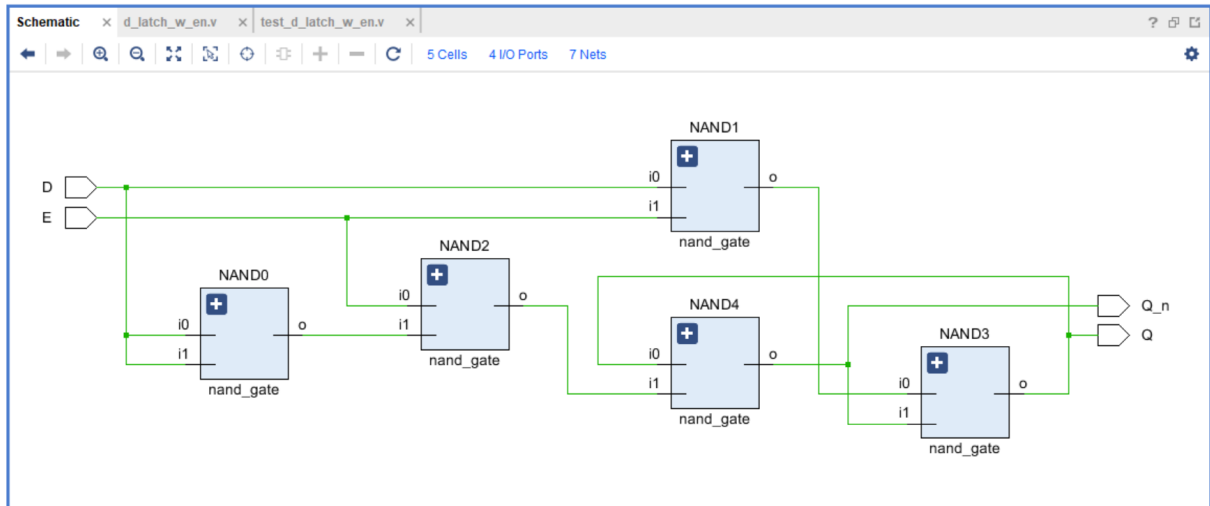 Schematic × d_latch_w_en.v × test_d_latch_w_en.v × ?
5 Cells 4 I/O Ports 7 Nets
NAND1
D i0 o
E i1
nand_gate
NAND2
NAND0
i0 o
i1
nand_gate
NAND4
Q_n
i0 o
i1
nand_gate
Q
NAND3
i0 o
i1
nand_gate
i0 o
i1
nand_gate